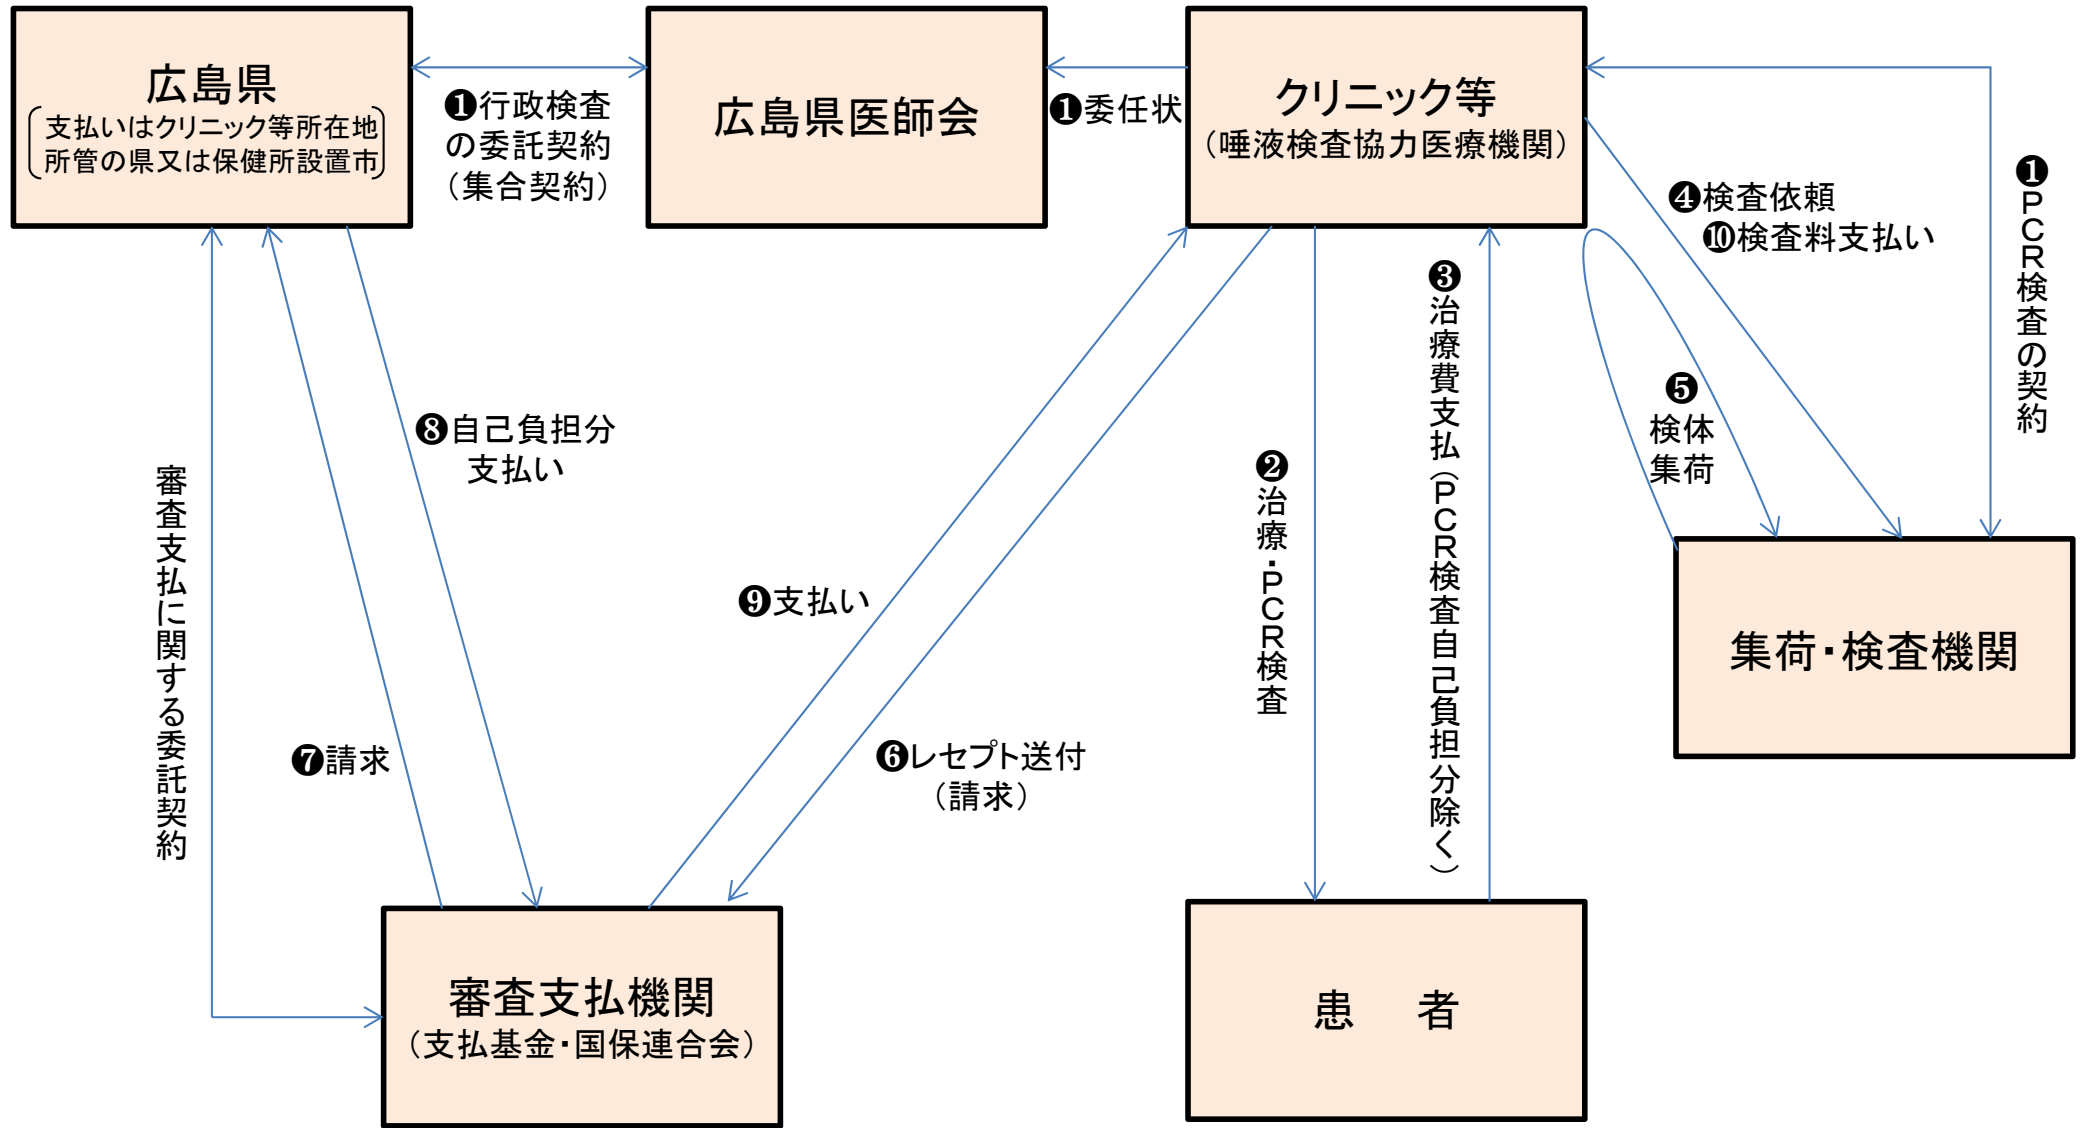 広島県
支払いはクリニック等所在地
所管の県又は保健所設置市
❶行政検査
の委託契約
（集合契約）
広島県医師会
❶委任状
クリニック等
（唾液検査協力医療機関）
❹検査依頼
❿検査料支払い
❶PCR検査の契約
❺
検体
集荷
集荷・検査機関
❸治療費支払（PCR検査自己負担分除く）
❷治療・PCR検査
❽自己負担分
支払い
審査支払に関する委託契約
❼請求
❾支払い
❻レセプト送付
（請求）
審査支払機関
（支払基金・国保連合会）
患　者